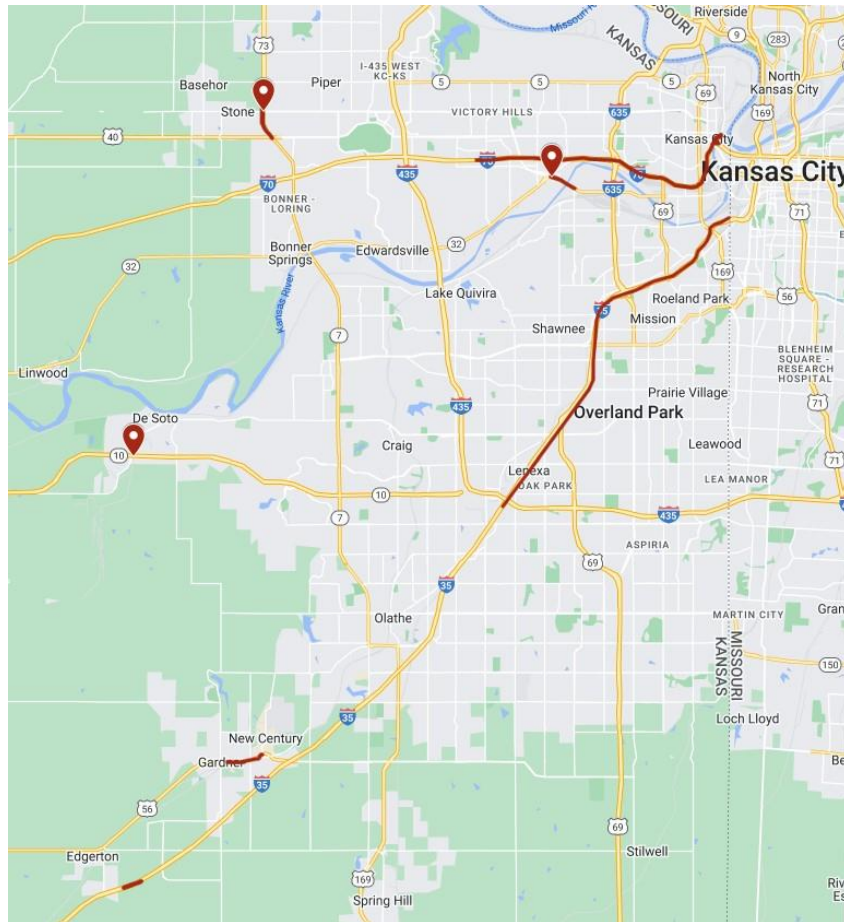 MISSOURI
KANSAS
Riverside
73
69
9
283
Basehor
Piper
I-435 WEST
KC-KS
5
5
5
North
Kansas City
Stone
VICTORY HILLS
635
69
169
40
Kansas City
70
70
435
635
Kansas City
70
BONNER -
LORING
69
71
Bonner
Springs
Edwardsville
32
32
169
Kansas River
Lake Quivira
Roeland Park
56
7
35
Mission
Shawnee
BLENHEIM
SQUARE -
RESEARCH
HOSPITAL
Linwood
Prairie Village
71
De Soto
435
Overland Park
Craig
Leawood
10
Lenexa
71
OAK PARK
LEA MANOR
10
7
435
ASPIRIA
69
35
Olathe
MARTIN CITY
Gran
MISSOURI
KANSAS
150
35
Loch Lloyd
New Century
Gardner
Be
35
56
69
Edgerton
Stilwell
169
Spring Hill
Riv
Es